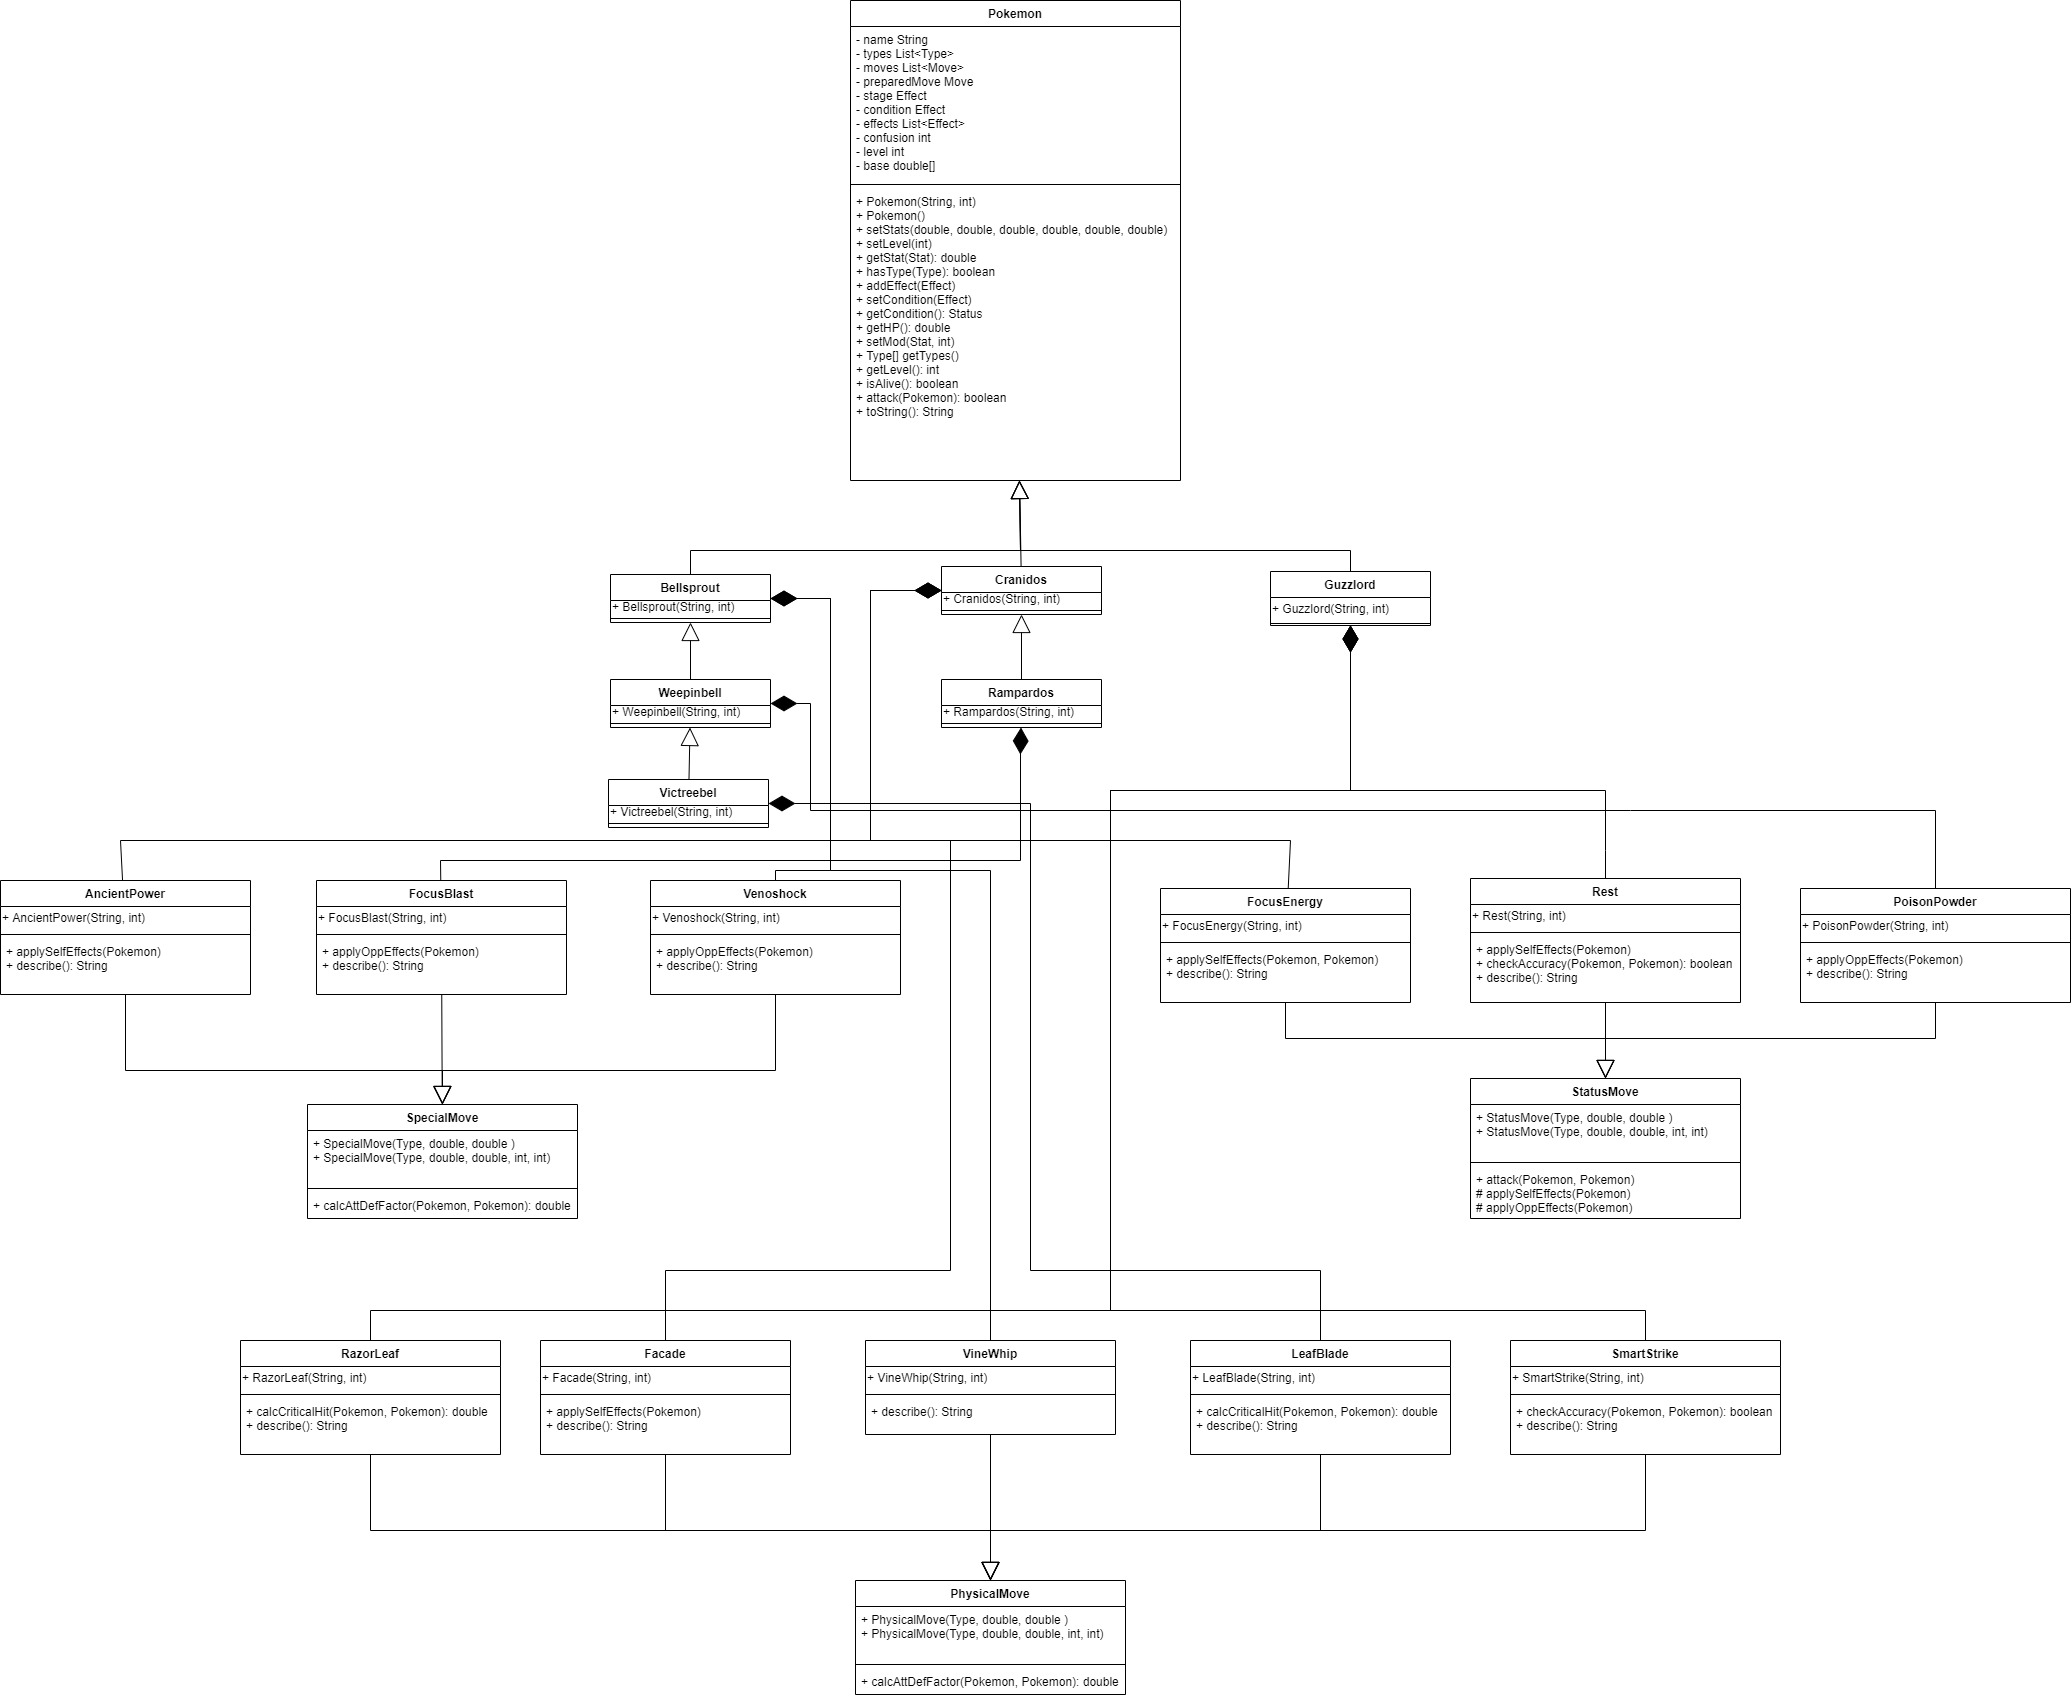 Pokemon
- name String
- types List<Type>
- moves List<Move>
- preparedMove Move
- stage Effect
- condition Effect
- effects List<Effect>
- confusion int
- level int
- base double[]
+ Pokemon(String, int)
+ Pokemon()
+ setStats(double, double, double, double, double, double)
+ setLevel(int)
+ getStat(Stat): double
+ hasType(Type): boolean
+ addEffect(Effect)
+ setCondition(Effect)
+ getCondition(): Status
+ getHP(): double
+ setMod(Stat, int)
+ Type[] getTypes()
+ getLevel(): int
+ isAlive(): boolean
+ attack(Pokemon): boolean
+ toString(): String
Bellsprout
+ Bellsprout(String, int)
Cranidos
+ Cranidos(String, int)
Guzzlord
+ Guzzlord(String, int)
Weepinbell
+ Weepinbell(String, int)
Rampardos
+ Rampardos(String, int)
Victreebel
+ Victreebel(String, int)
AncientPower
+ AncientPower(String, int)
+ applySelfEffects(Pokemon)
+ describe(): String
FocusBlast
+ FocusBlast(String, int)
+ applyOppEffects(Pokemon)
+ describe(): String
Venoshock
+ Venoshock(String, int)
+ applyOppEffects(Pokemon)
+ describe(): String
FocusEnergy
+ FocusEnergy(String, int)
+ applySelfEffects(Pokemon, Pokemon)
+ describe(): String
Rest
+ Rest(String, int)
+ applySelfEffects(Pokemon)
+ checkAccuracy(Pokemon, Pokemon): boolean
+ describe(): String
PoisonPowder
+ PoisonPowder(String, int)
+ applyOppEffects(Pokemon)
+ describe(): String
SpecialMove
+ SpecialMove(Type, double, double )
+ SpecialMove(Type, double, double, int, int)
+ calcAttDefFactor(Pokemon, Pokemon): double
StatusMove
+ StatusMove(Type, double, double )
+ StatusMove(Type, double, double, int, int)
+ attack(Pokemon, Pokemon)
# applySelfEffects(Pokemon)
# applyOppEffects(Pokemon)
RazorLeaf
+ RazorLeaf(String, int)
+ calcCriticalHit(Pokemon, Pokemon): double
+ describe(): String
Facade
+ Facade(String, int)
+ applySelfEffects(Pokemon)
+ describe(): String
VineWhip
+ VineWhip(String, int)
+ describe(): String
LeafBlade
+ LeafBlade(String, int)
+ calcCriticalHit(Pokemon, Pokemon): double
+ describe(): String
SmartStrike
+ SmartStrike(String, int)
+ checkAccuracy(Pokemon, Pokemon): boolean
+ describe(): String
PhysicalMove
+ PhysicalMove(Type, double, double )
+ PhysicalMove(Type, double, double, int, int)
+ calcAttDefFactor(Pokemon, Pokemon): double